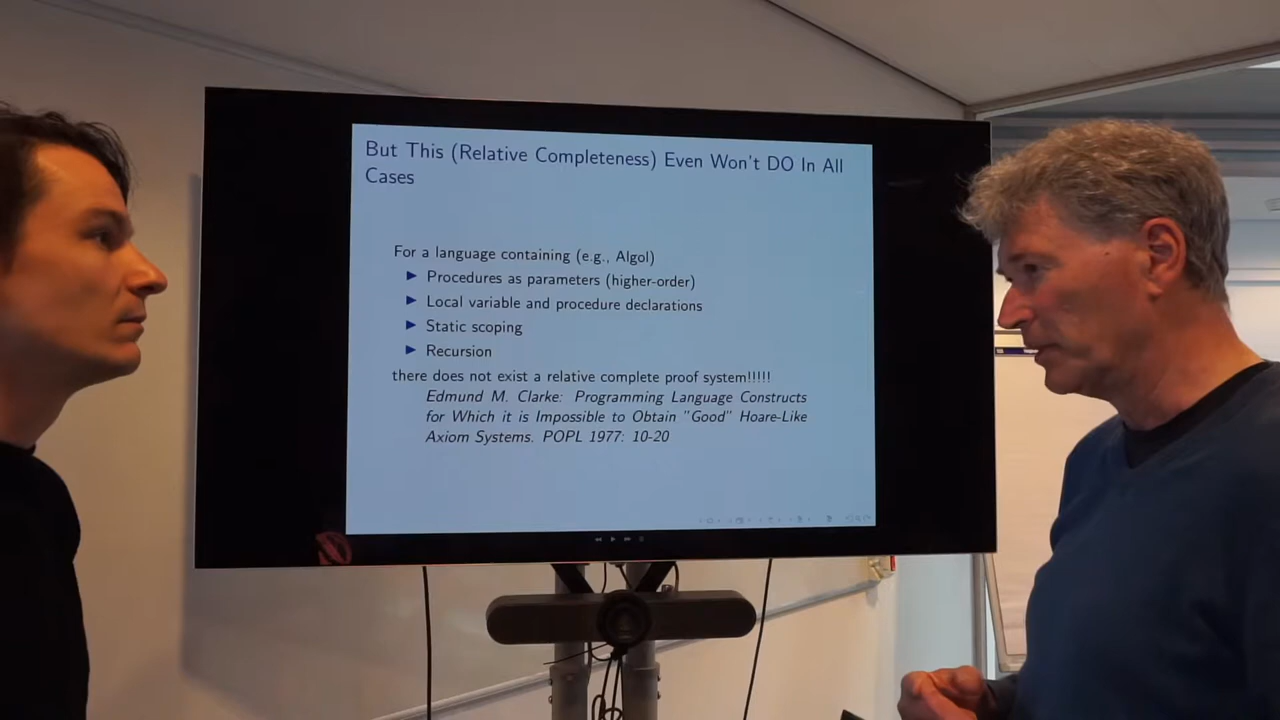 But This (Relative Completeness) Even Won't DO In All
Cases
For a language containing (e.g., Algol)
Procedures as parameters (higher-order)
Local variable and procedure declarations
Static scoping
Recursion
there does not exist a relative complete proof system!!!!!
Edmund M. Clarke: Programming Language Constructs
for Which it is Impossible to Obtain "Good" Hoare-Like
Axiom Systems. POPL 1977: 10-20